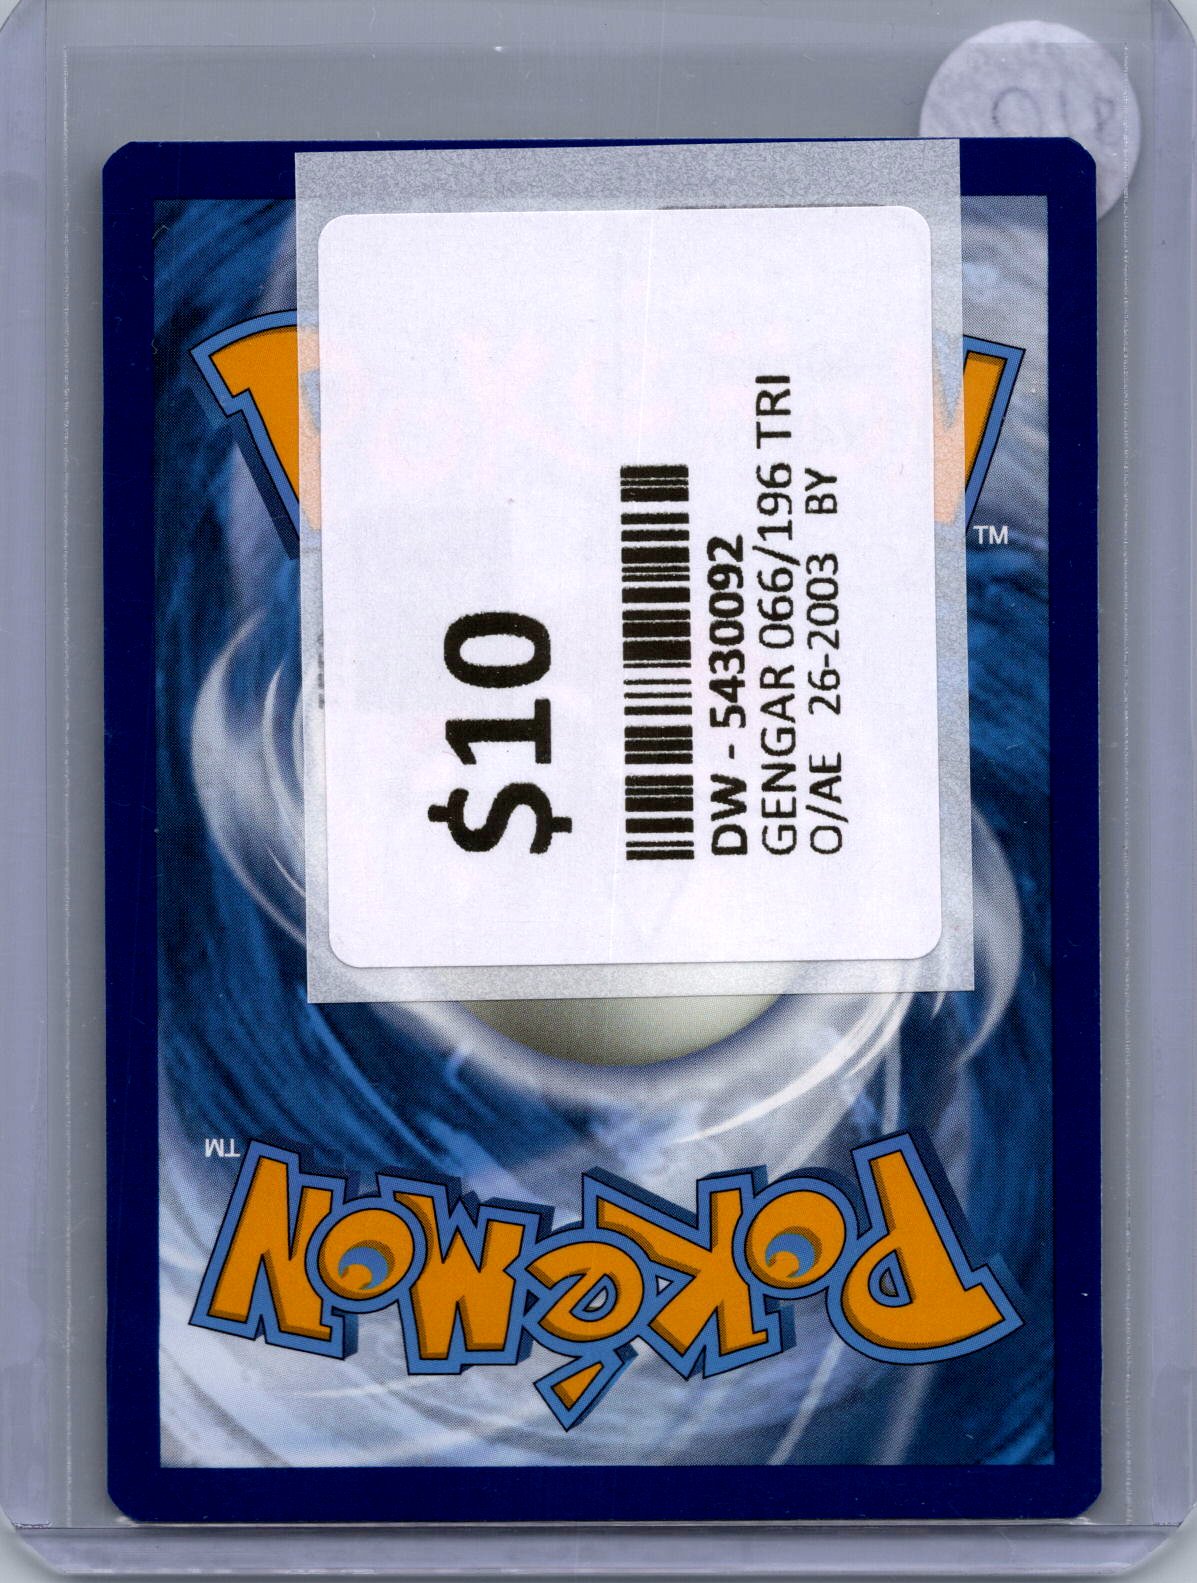 $10
DW - 5430092
GENGAR 066/196 TRI
O/AE 26-2003 BY
TM
TM
POKéMON